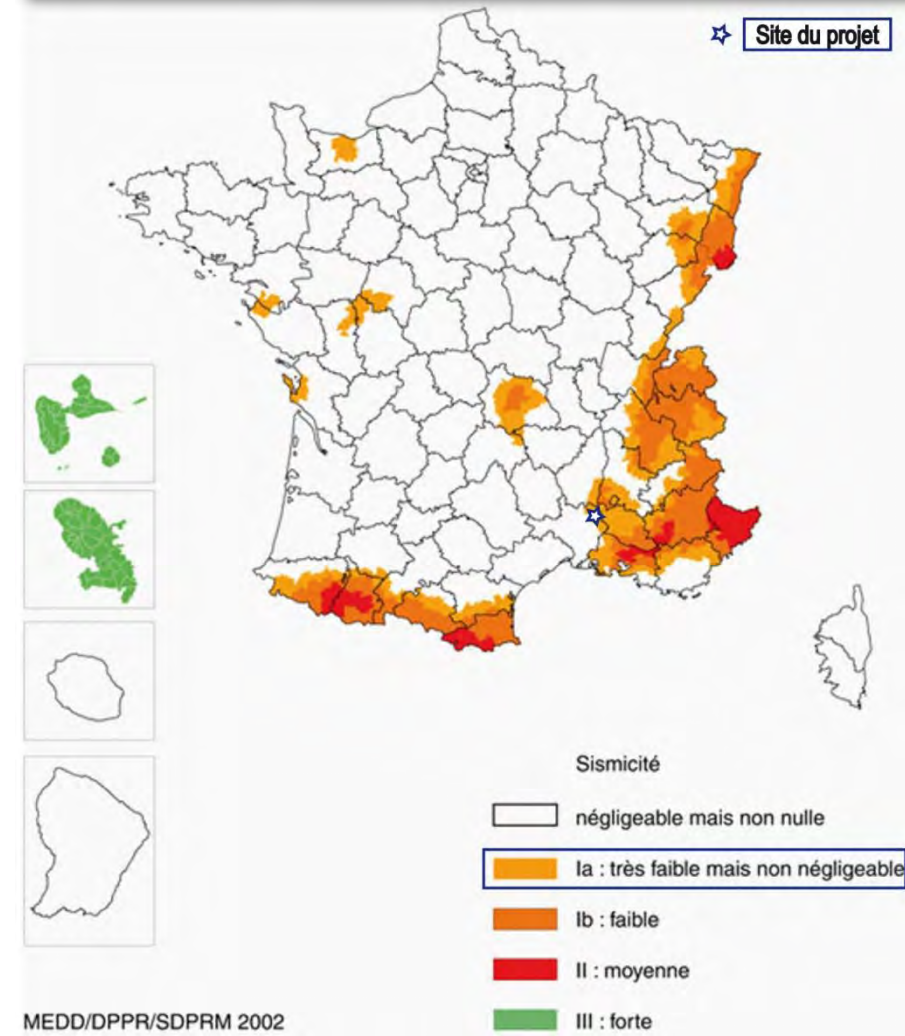 Site du projet
Sismicité
négligeable mais non nulle
Ia : très faible mais non négligeable
Ib : faible
II : moyenne
III : forte
MEDD/DPPR/SDPRM 2002